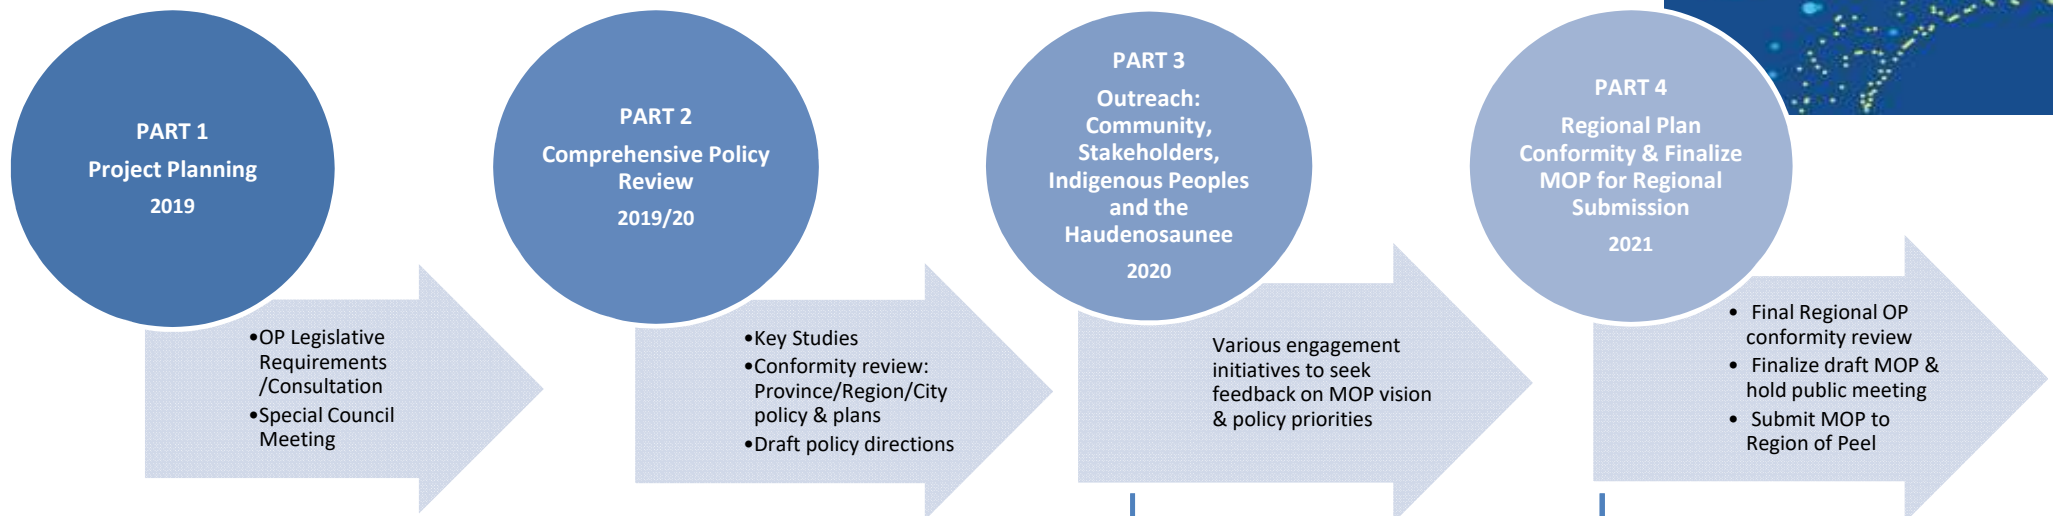 PART 1
Project Planning
2019
•OP Legislative
Requirements
/Consultation
•Special Council
Meeting
PART 2
Comprehensive Policy
Review
2019/20
•Key Studies
•Conformity review:
Province/Region/City
policy & plans
•Draft policy directions
PART 3
Outreach:
Community,
Stakeholders,
Indigenous Peoples
and the
Haudenosaunee
2020
Various engagement
initiatives to seek
feedback on MOP vision
& policy priorities
PART 4
Regional Plan
Conformity & Finalize
MOP for Regional
Submission
2021
• Final Regional OP
conformity review
• Finalize draft MOP &
hold public meeting
• Submit MOP to
Region of Peel